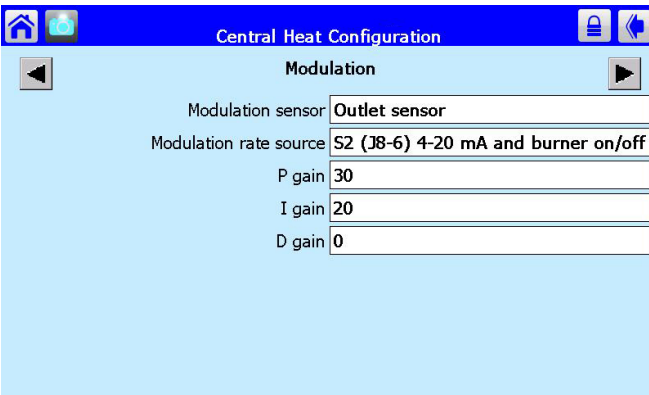 Central Heat Configuration
Modulation
Modulation sensor Outlet sensor
Modulation rate source S2 (J8-6) 4-20 mA and burner on/off
P gain 30
I gain 20
D gain 0